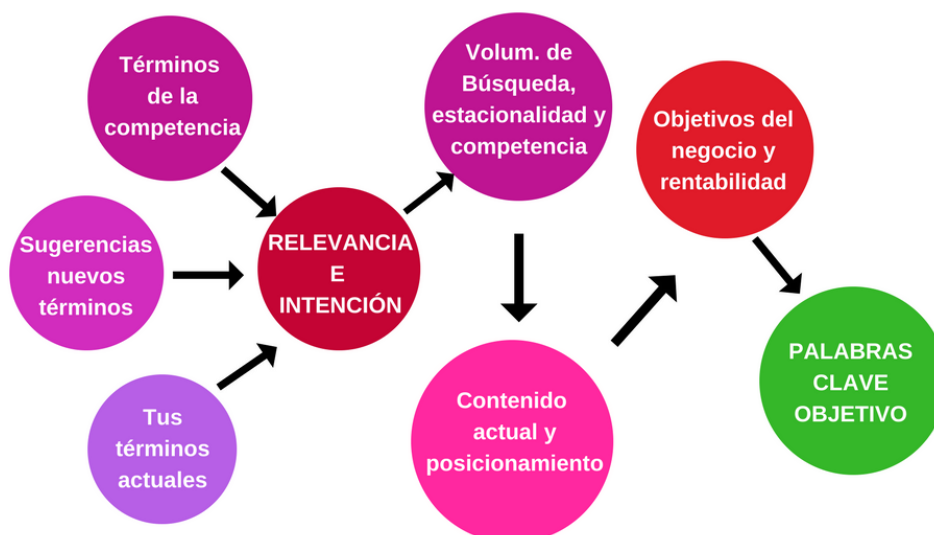 Términos
de la
competencia
Sugerencias
nuevos
términos
Tus
términos
actuales
RELEVANCIA
E
INTENCIÓN
Volum. de
Búsqueda,
estacionalidad y
competencia
Contenido
actual y
posicionamiento
Objetivos del
negocio y
rentabilidad
PALABRAS
CLAVE
OBJETIVO